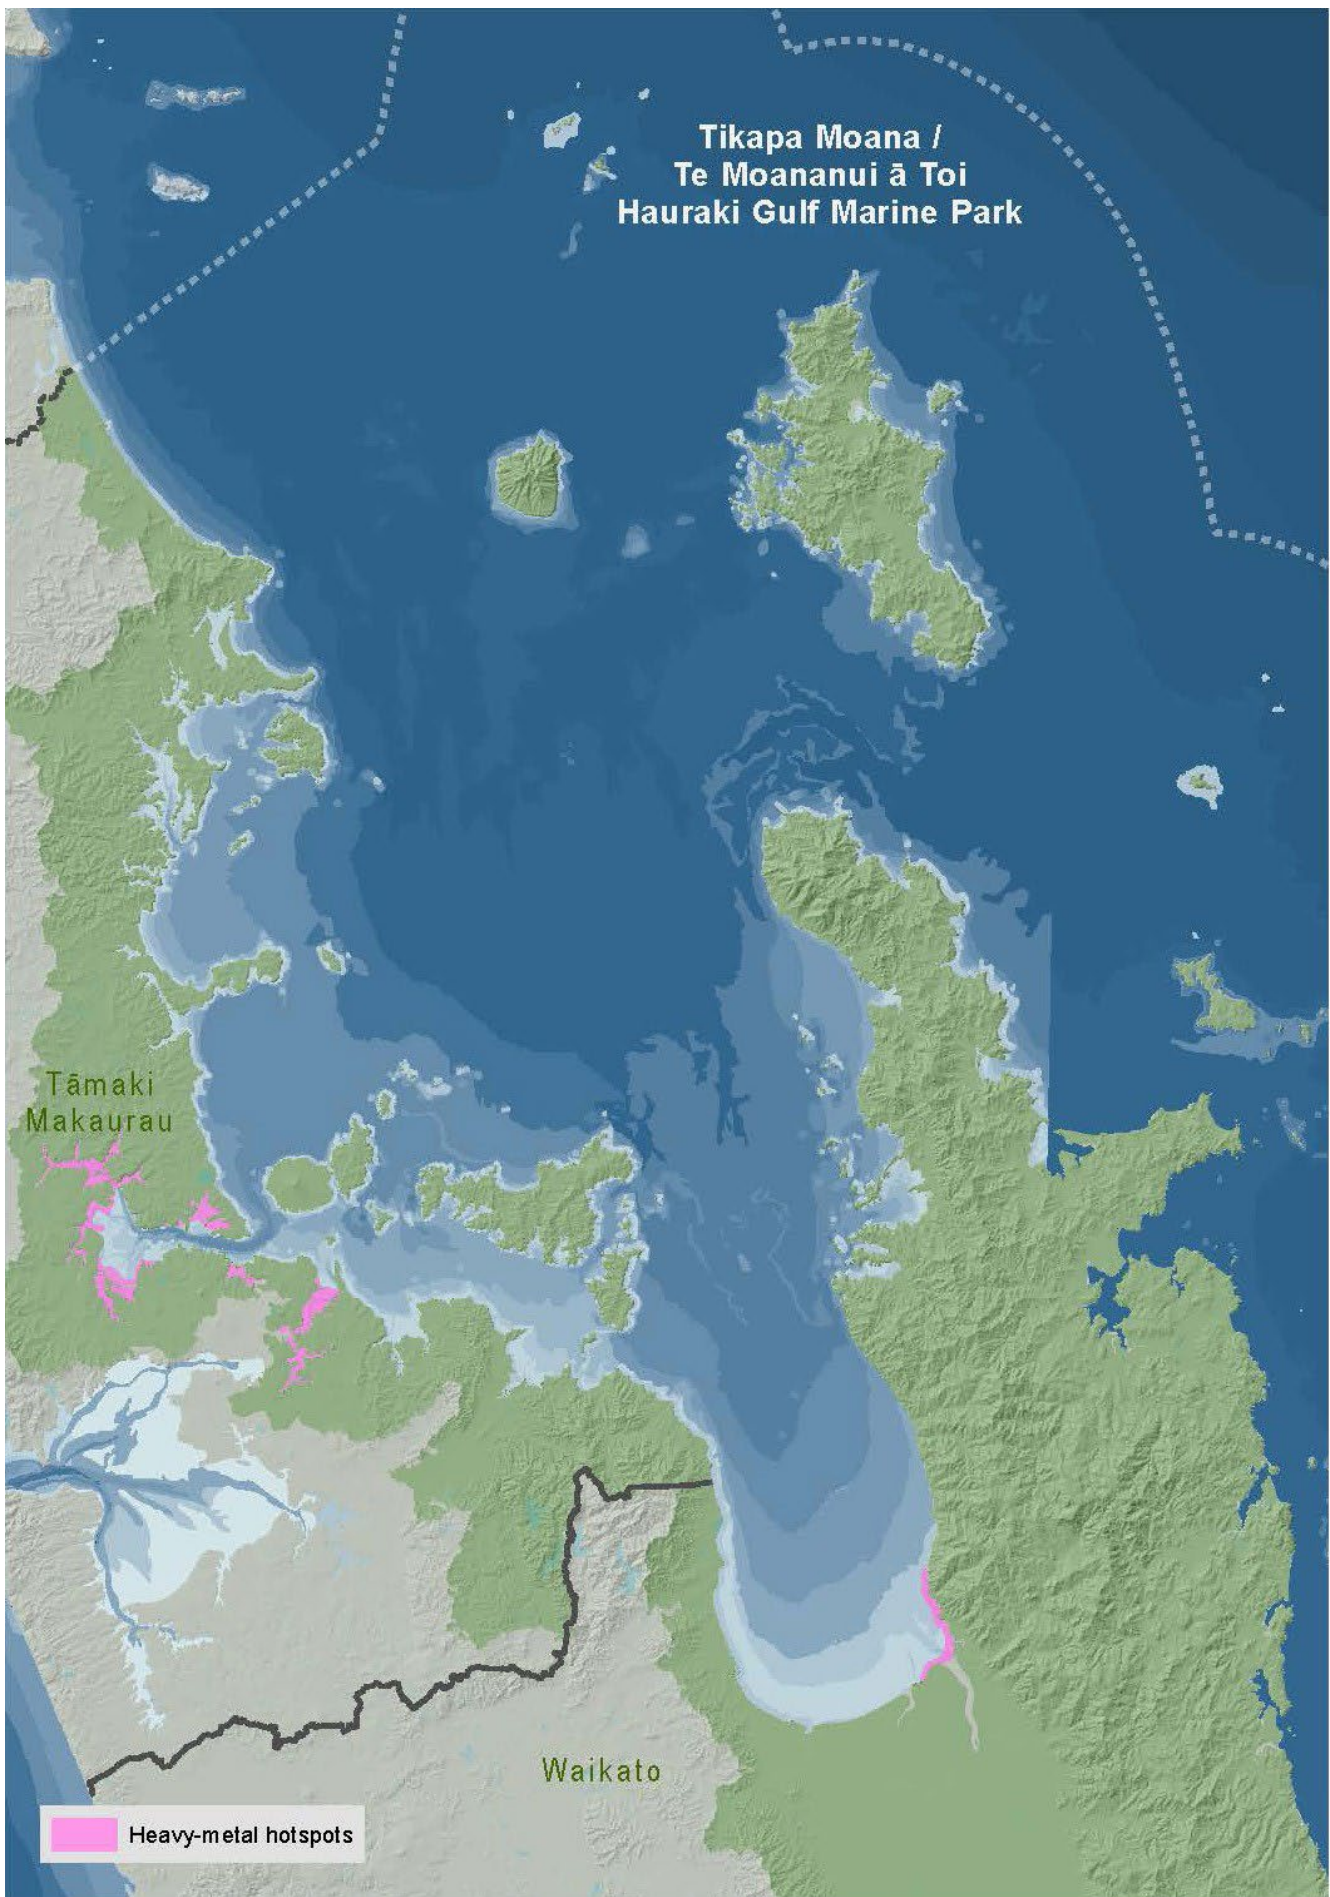 Tikapa Moana /
Te Moananui ā Toi
Hauraki Gulf Marine Park
Tāmaki
Makaurau
Waikato
Heavy-metal hotspots